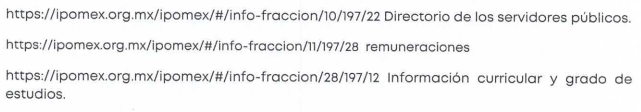 https://ipomex.org.mx/ipomex/#/info-fraccion/10/197/22 Directorio de los servidores públicos.
https://ipomex.org.mx/ipomex/#/info-fraccion/11/197/28 remuneraciones
https://ipomex.org.mx/ipomex/#/info-fraccion/28/197/12 Información curricular y grado de
estudios.